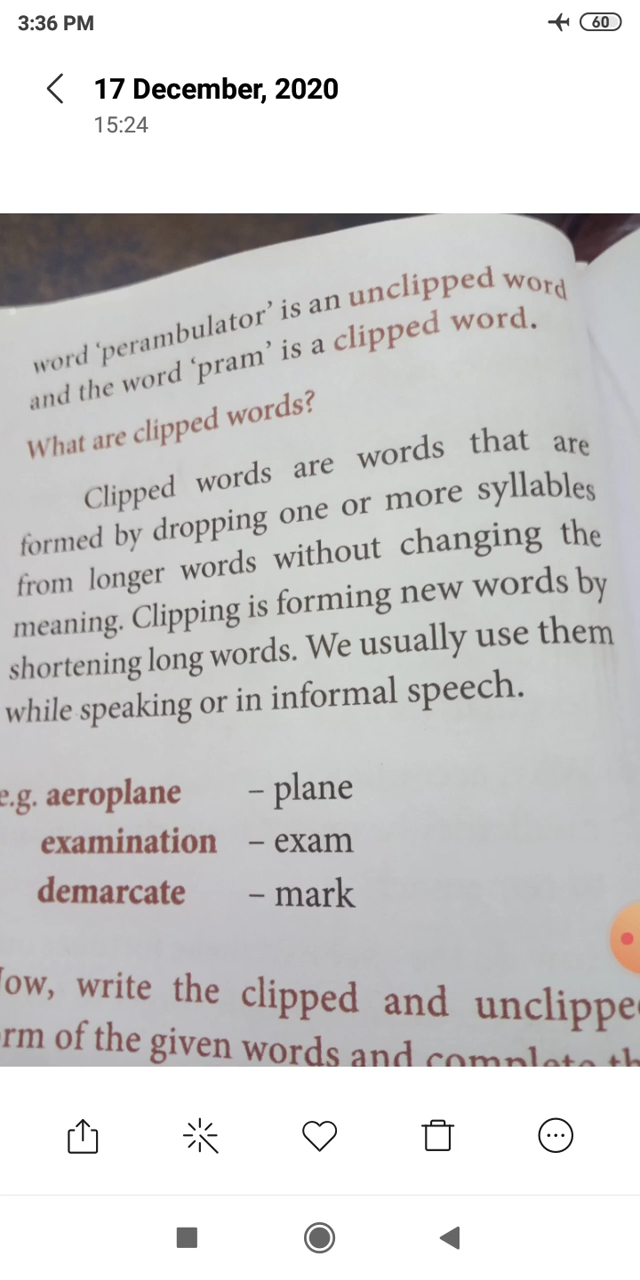 3:36 PM
60
17 December, 2020
15:24
word 'perambulator' is an unclipped word
and the word 'pram' is a clipped word.
What are clipped words?
Clipped words are words that are
formed by dropping one or more syllables
from longer words without changing the
meaning. Clipping is forming new words by
shortening long words. We usually use them
while speaking or in informal speech.
e.g. aeroplane – plane
examination – exam
demarcate – mark
write the clipped and
of the given words and